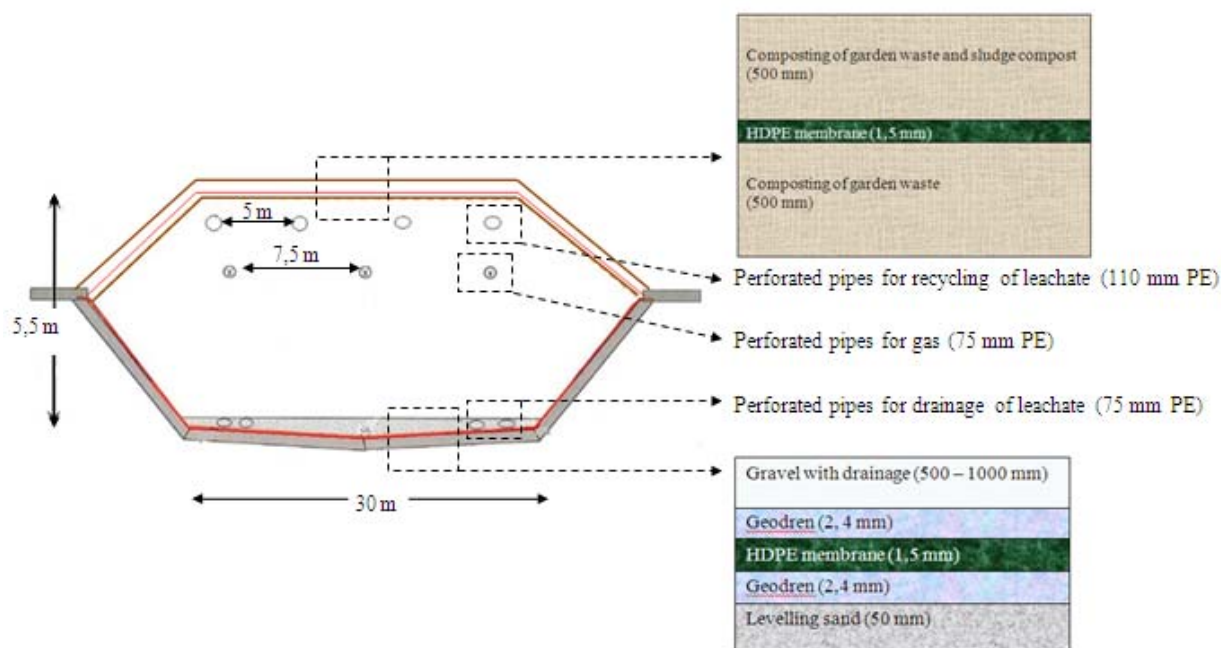 Composting of garden waste and sludge compost
(500 mm)
HDPE membrane (1,5 mm)
Composting of garden waste
(500 mm)
5 m
7,5 m
Perforated pipes for recycling of leachate (110 mm PE)
5,5 m
Perforated pipes for gas (75 mm PE)
Perforated pipes for drainage of leachate (75 mm PE)
30 m
Gravel with drainage (500 – 1000 mm)
Geodren (2, 4 mm)
HDPE membrane (1,5 mm)
Geodren (2,4 mm)
Levelling sand (50 mm)